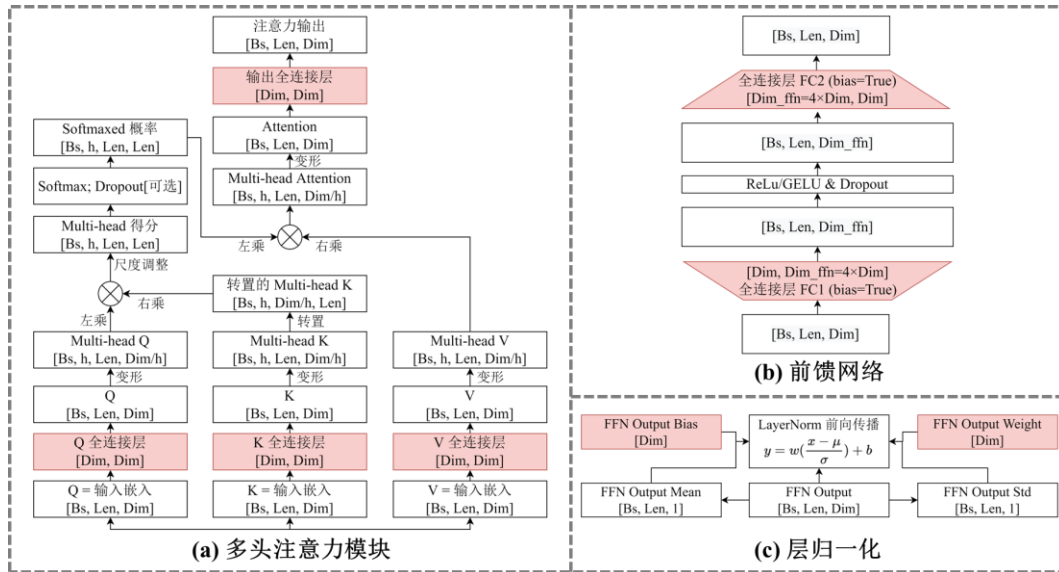 注意力输出
[Bs, Len, Dim]
输出全连接层
[Dim, Dim]
Attention
[Bs, Len, Dim]
变形
Multi-head Attention
[Bs, h, Len, Dim/h]
Softmaxed 概率
[Bs, h, Len, Len]
Softmax; Dropout[可选]
Multi-head 得分
[Bs, h, Len, Len]
左乘
右乘
尺度调整
右乘
左乘
转置的 Multi-head K
[Bs, h, Dim/h, Len]
转置
Multi-head Q
[Bs, h, Len, Dim/h]
变形
Q
[Bs, Len, Dim]
Q 全连接层
[Dim, Dim]
Q = 输入嵌入
[Bs, Len, Dim]
Multi-head K
[Bs, h, Len, Dim/h]
变形
K
[Bs, Len, Dim]
K 全连接层
[Dim, Dim]
K = 输入嵌入
[Bs, Len, Dim]
Multi-head V
[Bs, h, Len, Dim/h]
变形
V
[Bs, Len, Dim]
V 全连接层
[Dim, Dim]
V = 输入嵌入
[Bs, Len, Dim]
(a) 多头注意力模块
[Bs, Len, Dim]
全连接层 FC2 (bias=True)
[Dim_ffn=4×Dim, Dim]
[Bs, Len, Dim_ffn]
ReLu/GELU & Dropout
[Bs, Len, Dim_ffn]
[Dim, Dim_ffn=4×Dim]
全连接层 FC1 (bias=True)
[Bs, Len, Dim]
(b) 前馈网络
FFN Output Bias
[Dim]
LayerNorm 前向传播
y = w(\frac{x − μ}{σ}) + b
FFN Output Weight
[Dim]
FFN Output Mean
[Bs, Len, 1]
FFN Output
[Bs, Len, Dim]
FFN Output Std
[Bs, Len, 1]
(c) 层归一化